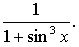 1
1 + sin³ x .